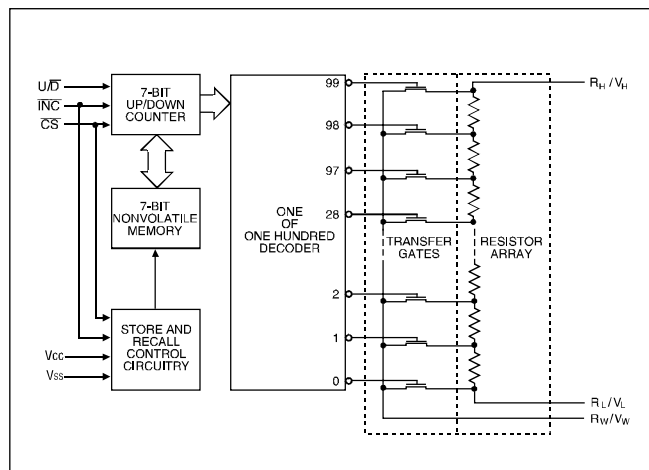 U/D̅
I̅N̅C̅
C̅S̅
VCC
VSS
7-BIT
UP/DOWN
COUNTER
7-BIT
NONVOLATILE
MEMORY
STORE AND
RECALL
CONTROL
CIRCUITRY
ONE
OF
ONE HUNDRED
DECODER
99
98
97
28
2
1
0
TRANSFER
GATES
RESISTOR
ARRAY
RH/VH
RL/VL
RW/VW